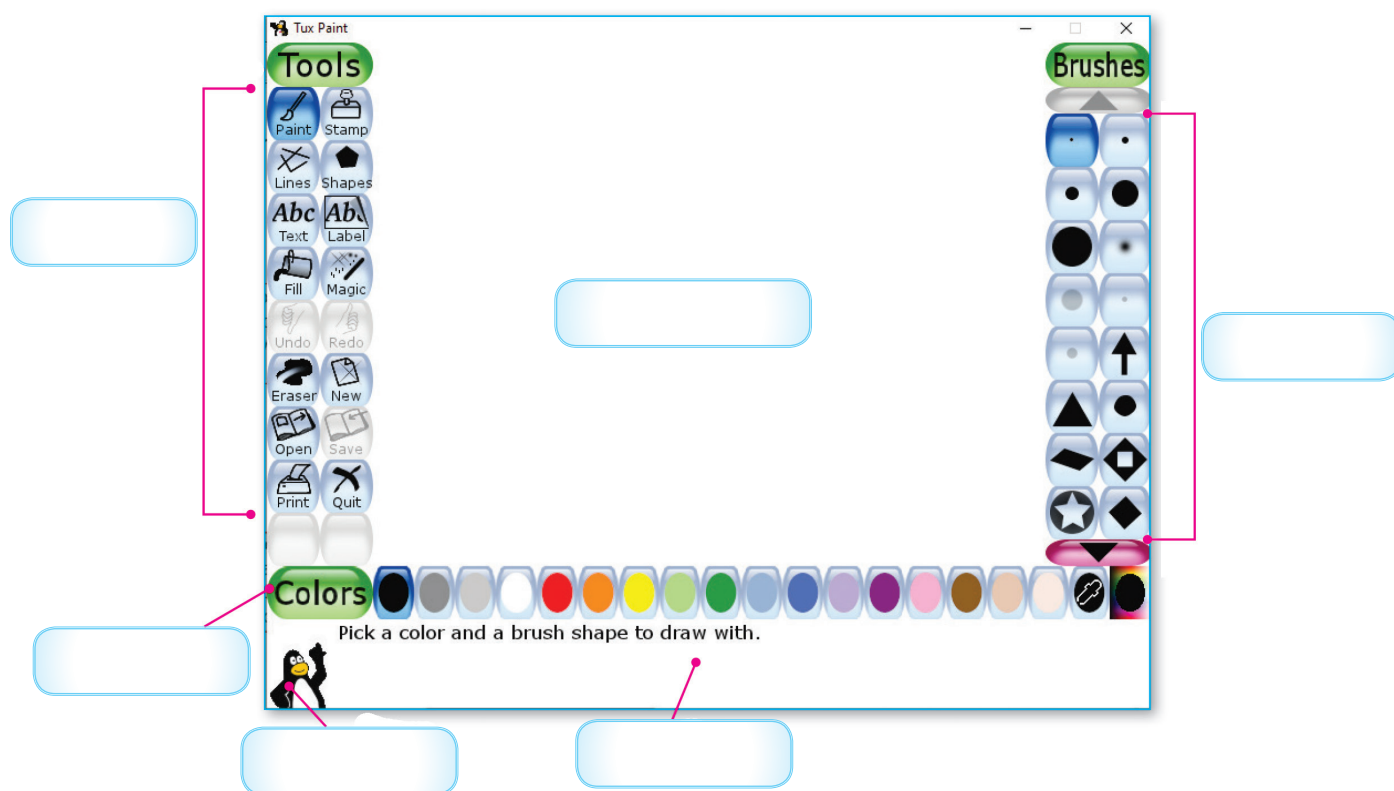 Tux Paint
Tools
Brushes
Paint Stamp
Lines Shapes
Abc Abc
Text Label
Fill Magic
Undo Redo
Eraser New
Open Save
Print Quit
Colors
Pick a color and a brush shape to draw with.